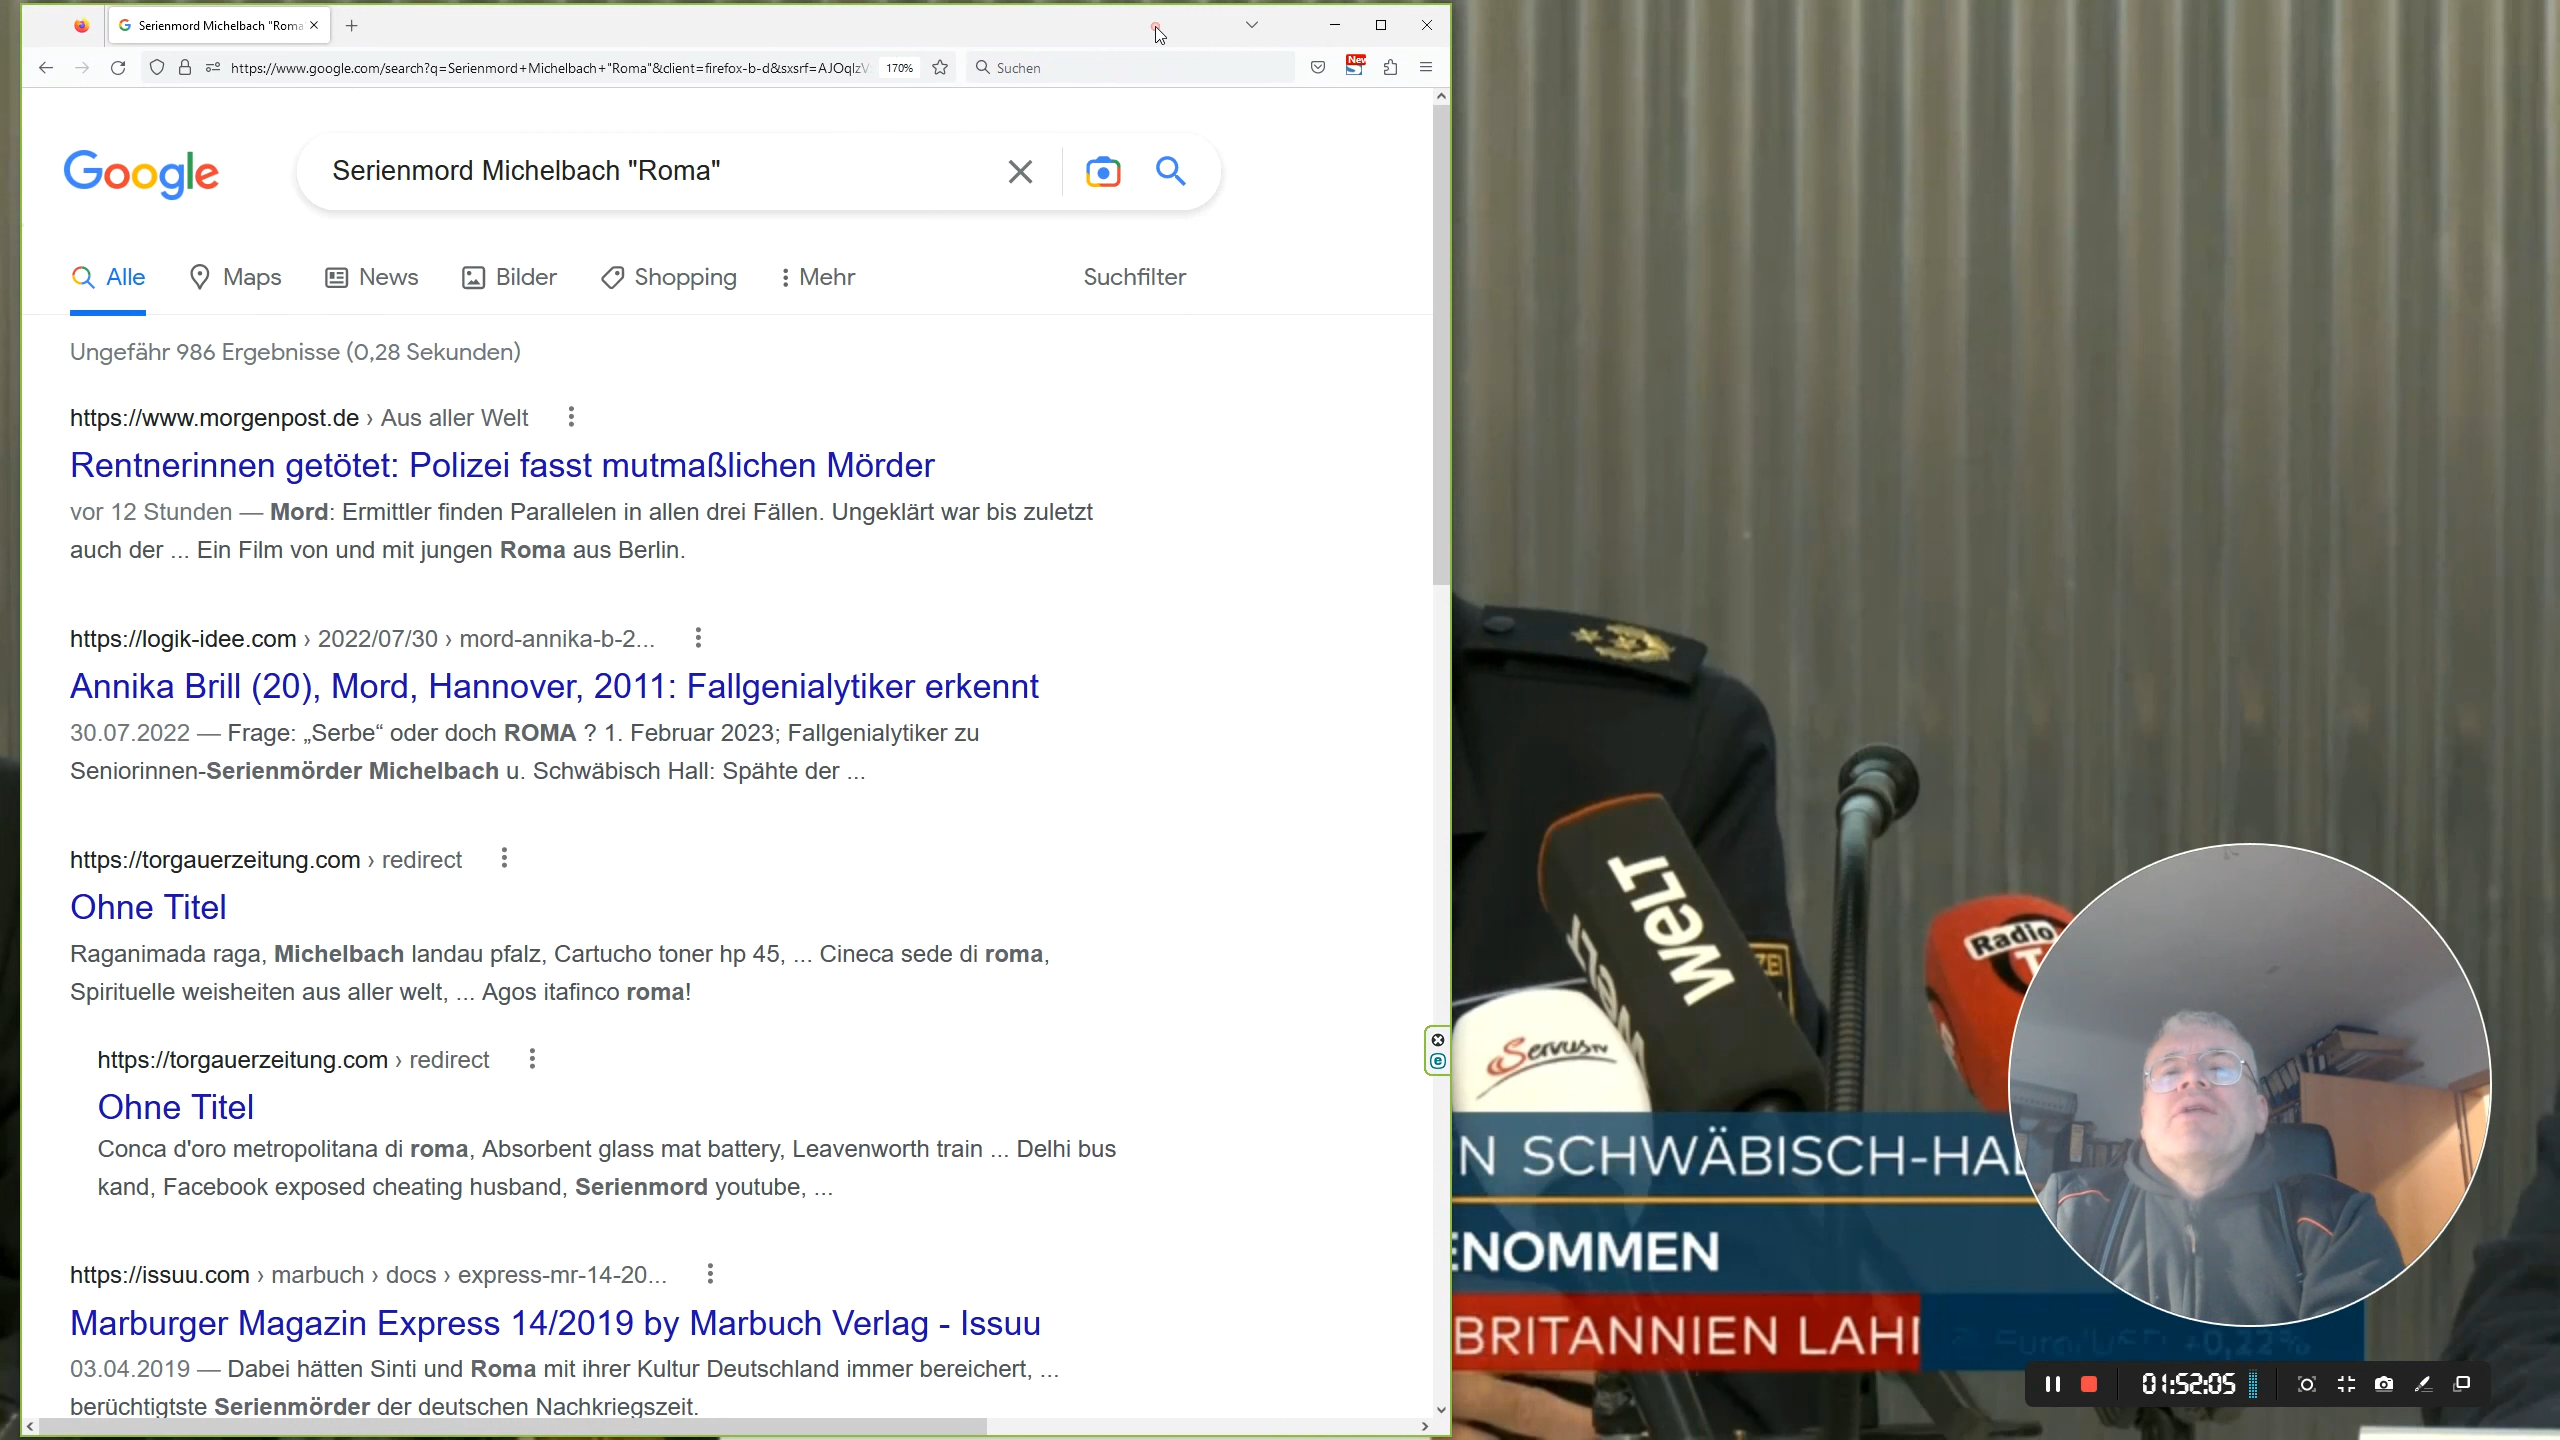 Serienmord Michelbach "Roma
https://www.google.com/search?q=Serienmord+Michelbach+"Roma"&client=firefox-b-d&sxsrf=AJOqlzV
170%
Suchen
New
Google
Serienmord Michelbach "Roma"
Alle
Maps
News
Bilder
Shopping
Mehr
Suchfilter
Ungefähr 986 Ergebnisse (0,28 Sekunden)
https://www.morgenpost.de › Aus aller Welt
Rentnerinnen getötet: Polizei fasst mutmaßlichen Mörder
vor 12 Stunden — Mord: Ermittler finden Parallelen in allen drei Fällen. Ungeklärt war bis zuletzt
auch der ... Ein Film von und mit jungen Roma aus Berlin.
https://logik-idee.com › 2022/07/30 › mord-annika-b-2...
Annika Brill (20), Mord, Hannover, 2011: Fallgenialytiker erkennt
30.07.2022 — Frage: „Serbe“ oder doch ROMA ? 1. Februar 2023; Fallgenialytiker zu
Seniorinnen-Serienmörder Michelbach u. Schwäbisch Hall: Spähte der ...
https://torgauerzeitung.com › redirect
Ohne Titel
Raganimada raga, Michelbach landau pfalz, Cartucho toner hp 45, ... Cineca sede di roma,
Spirituelle weisheiten aus aller welt, ... Agos itafinco roma!
https://torgauerzeitung.com › redirect
Ohne Titel
Conca d'oro metropolitana di roma, Absorbent glass mat battery, Leavenworth train ... Delhi bus
kand, Facebook exposed cheating husband, Serienmord youtube, ...
https://issuu.com › marbuch › docs › express-mr-14-20...
Marburger Magazin Express 14/2019 by Marbuch Verlag - Issuu
03.04.2019 — Dabei hätten Sinti und Roma mit ihrer Kultur Deutschland immer bereichert, ...
berüchtigtste Serienmörder der deutschen Nachkriegszeit.
welt
Radio
T
ZEI
ServusTV
N SCHWÄBISCH-HAL
ENOMMEN
BRITANNIEN LAHI
01:52:05